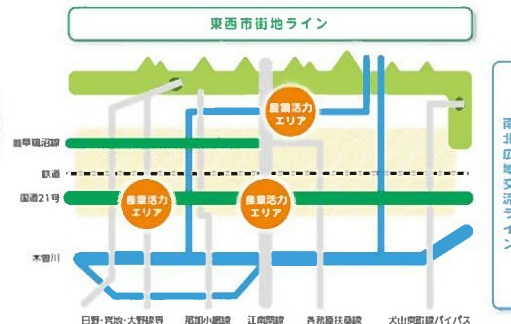 東西市街地ライン
産業活力
エリア
岐阜鵜沼線
鉄道
国道21号
産業活力
エリア
産業活力
エリア
木曽川
日野・岩地・大野線等
那加小網線
江南関線
各務原扶桑線
犬山東町線バイパス
南北広域交流ライン